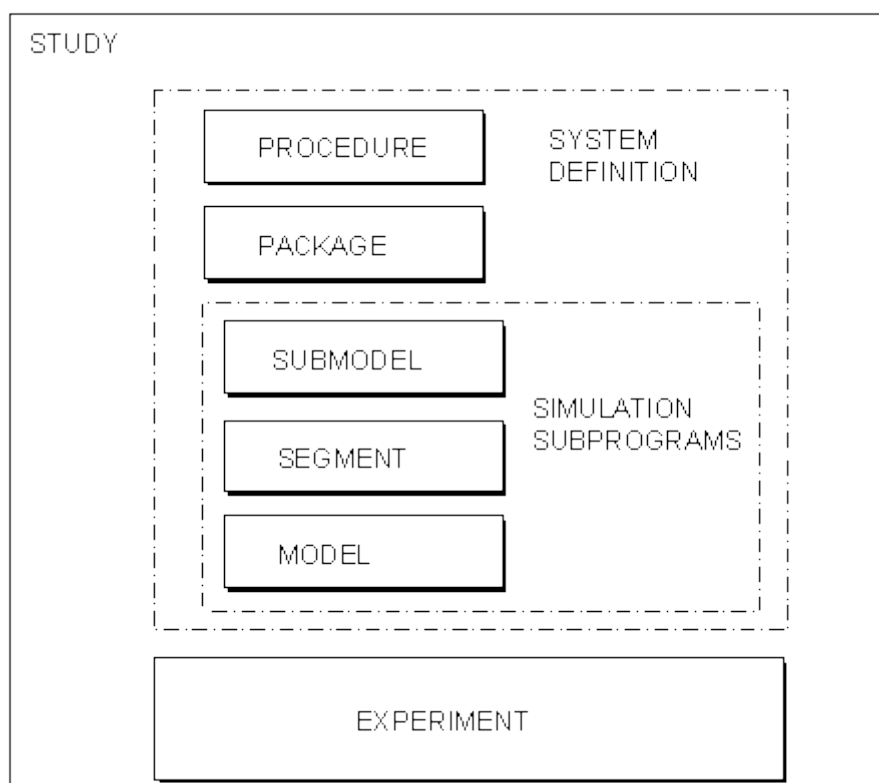 STUDY
PROCEDURE
SYSTEM
DEFINITION
PACKAGE
SUBMODEL
SIMULATION
SUBPROGRAMS
SEGMENT
MODEL
EXPERIMENT